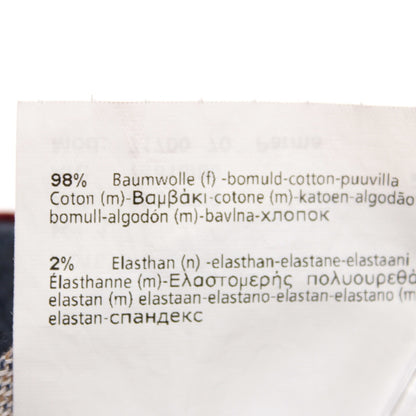 98% Baumwolle (f) -bomuld-cotton-puuvilla
Coton (m)-Βαμβάκι-cotone (m)-katoen-algodão
bomull-algodón (m)-bavlna-хлопок
2% Elasthan (n) -elasthan-elastane-elastaani
Élasthanne (m)-Ελαστομερής πολυουρεθά
elastan (m) elastaan-elastano-elastan-elastano (m
elastan-спандекс